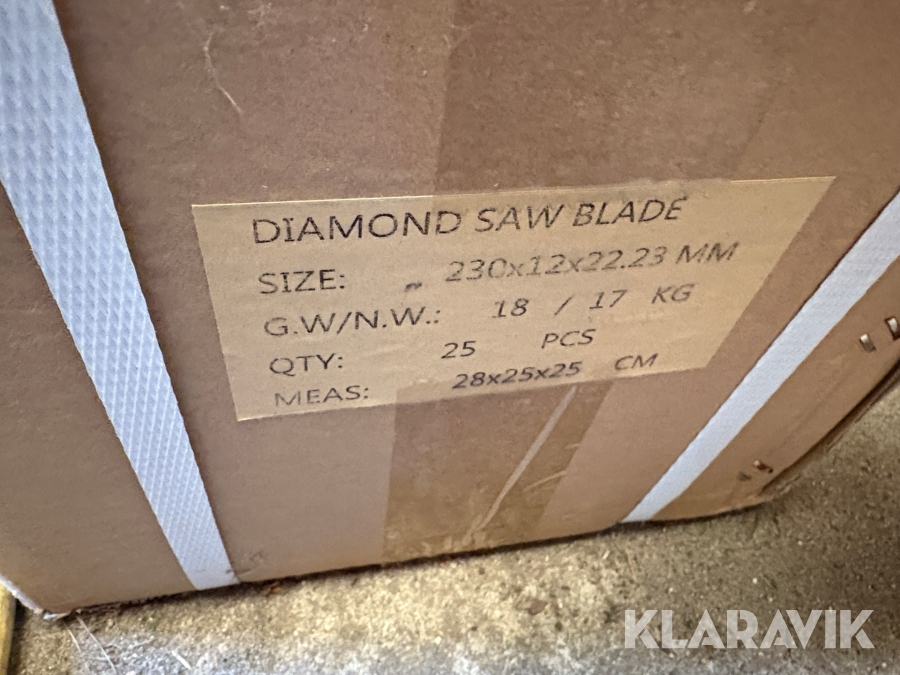 DIAMOND SAW BLADE
SIZE: 230x12x22.23 MM
G.W/N.W.: 18 / 17 KG
QTY: 25 PCS
MEAS: 28x25x25 CM
KLARAVIK